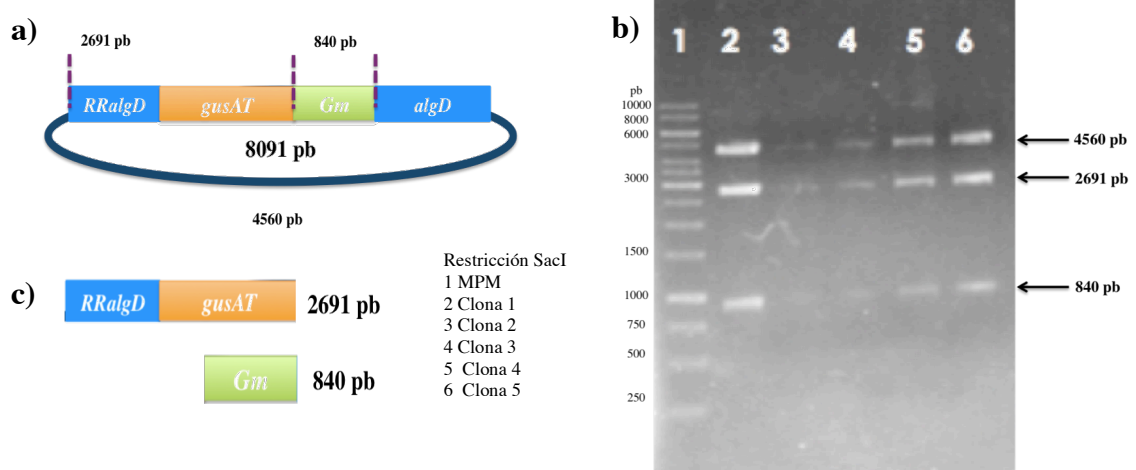 a)
2691 pb
840 pb
RRalgD
gusAT
Gm
algD
8091 pb
4560 pb
c)
RRalgD
gusAT
2691 pb
Gm
840 pb
Restricción SacI
1 MPM
2 Clona 1
3 Clona 2
4 Clona 3
5 Clona 4
6 Clona 5
b)
1 2 3 4 5 6
pb
10000
8000
6000
3000
1500
1000
750
500
250
4560 pb
2691 pb
840 pb